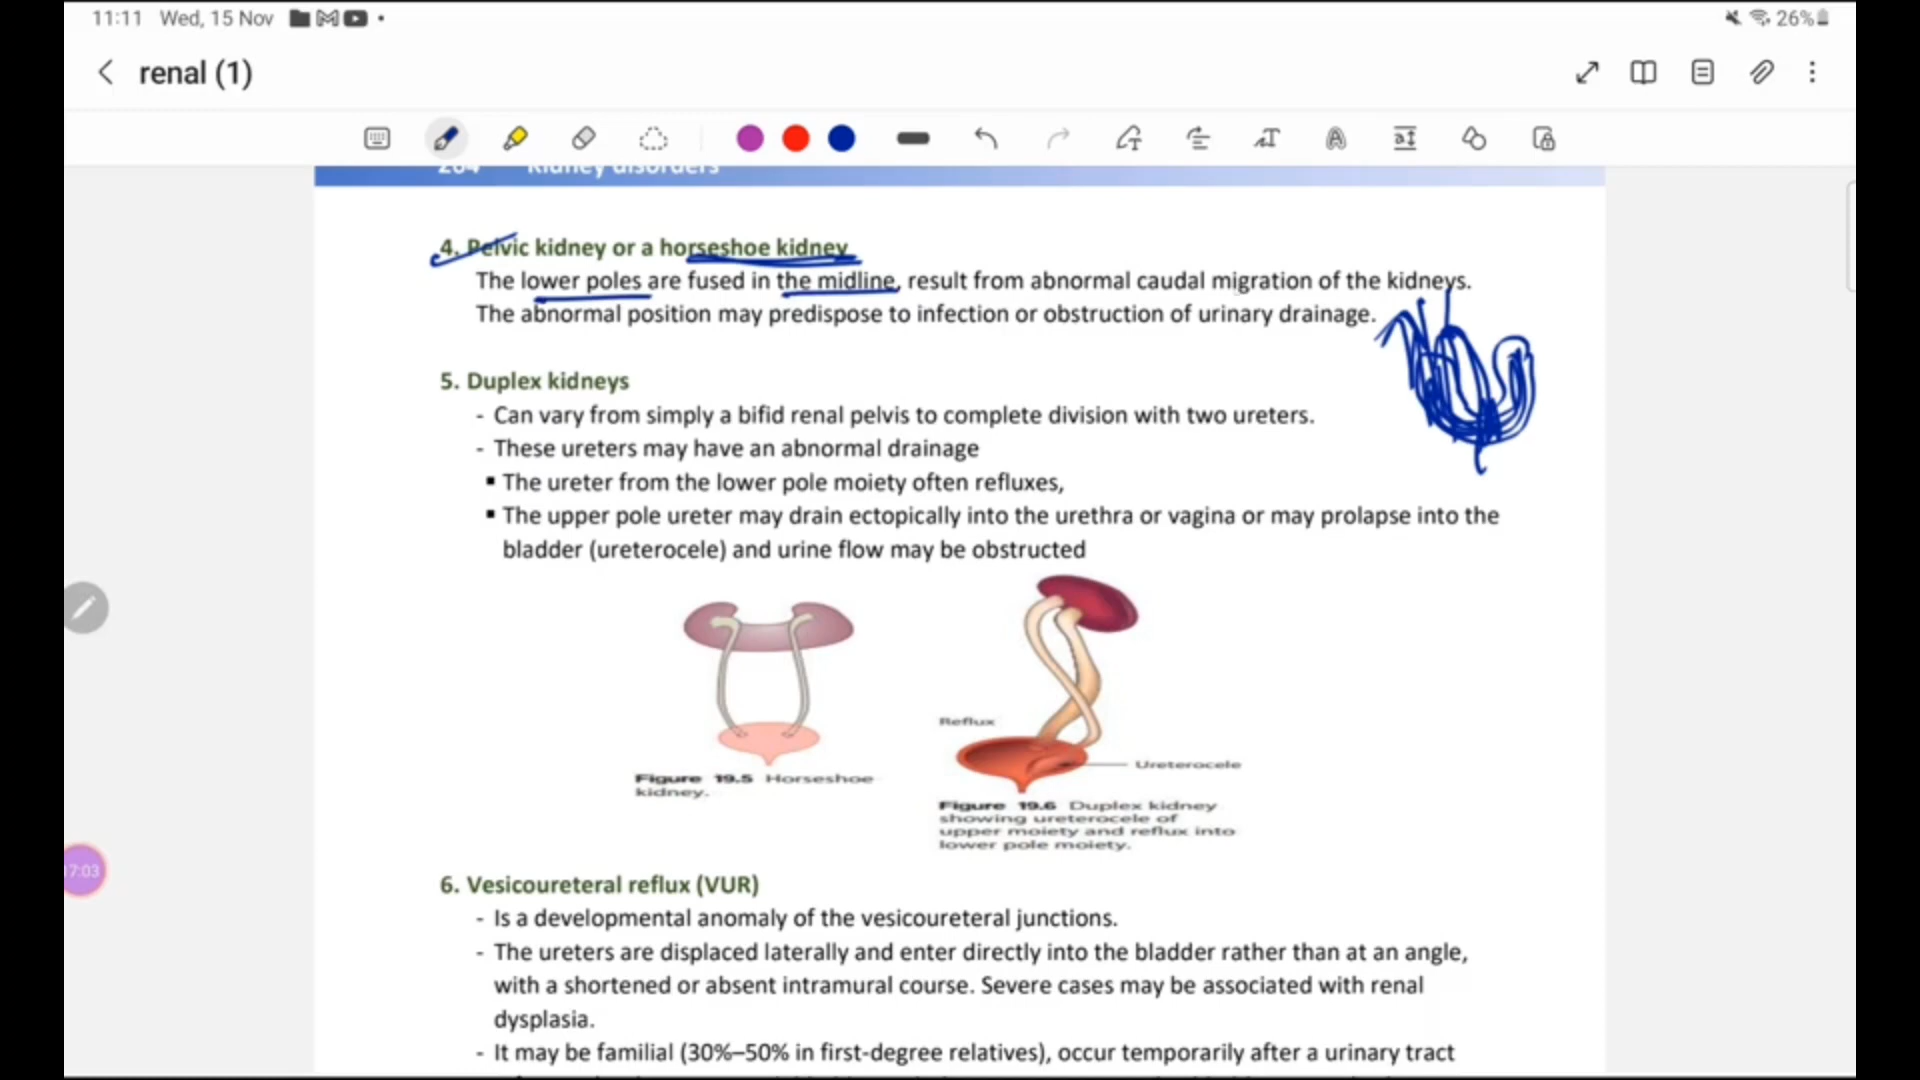 11:11 Wed, 15 Nov
26%
renal (1)
264 Kidney disorders
4. Pelvic kidney or a horseshoe kidney
The lower poles are fused in the midline, result from abnormal caudal migration of the kidneys.
The abnormal position may predispose to infection or obstruction of urinary drainage.
5. Duplex kidneys
- Can vary from simply a bifid renal pelvis to complete division with two ureters.
- These ureters may have an abnormal drainage
▪ The ureter from the lower pole moiety often refluxes,
▪ The upper pole ureter may drain ectopically into the urethra or vagina or may prolapse into the
bladder (ureterocele) and urine flow may be obstructed
Reflux
Ureterocele
Figure 19.5 Horseshoe
kidney.
Figure 19.6 Duplex kidney
showing ureterocele of
upper moiety and reflux into
lower pole moiety.
17:03
6. Vesicoureteral reflux (VUR)
- Is a developmental anomaly of the vesicoureteral junctions.
- The ureters are displaced laterally and enter directly into the bladder rather than at an angle,
with a shortened or absent intramural course. Severe cases may be associated with renal
dysplasia.
- It may be familial (30%–50% in first-degree relatives), occur temporarily after a urinary tract